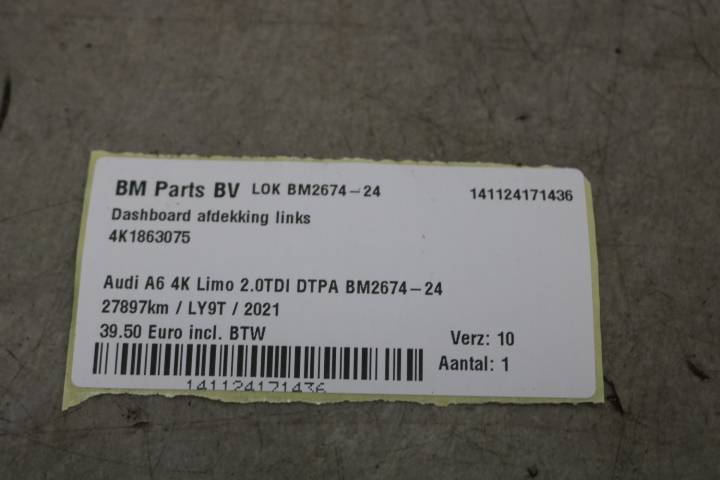 BM Parts BV LOK BM2674-24 141124171436
Dashboard afdekking links
4K1863075
Audi A6 4K Limo 2.0TDI DTPA BM2674-24
27897km / LY9T / 2021
39.50 Euro incl. BTW Verz: 10
Aantal: 1
141124171436